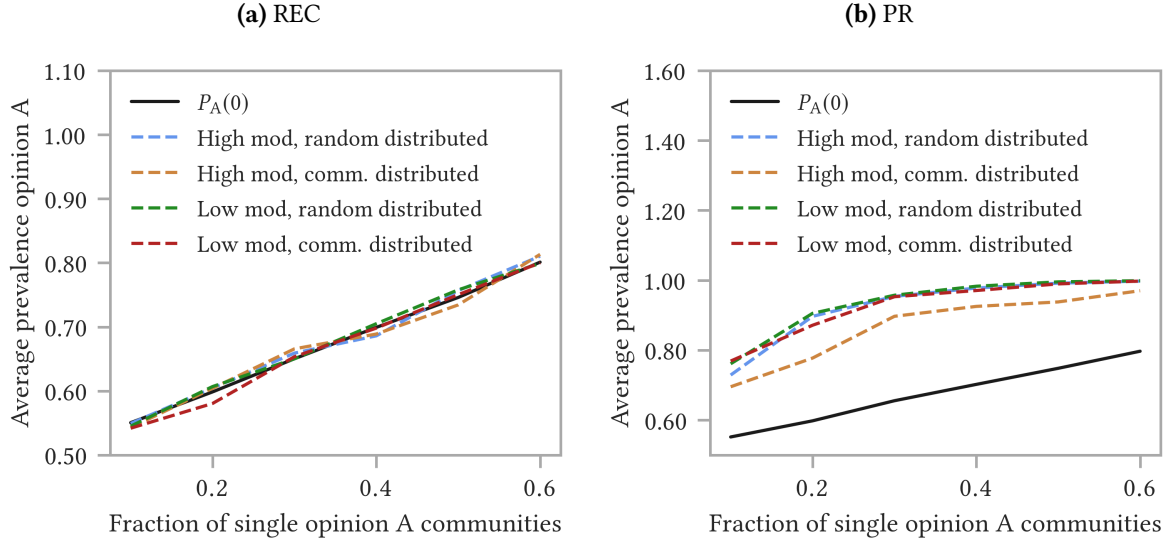 (a) REC
Average prevalence opinion A
1.10
1.00
0.90
0.80
0.70
0.60
0.50
P_A(0)
High mod, random distributed
High mod, comm. distributed
Low mod, random distributed
Low mod, comm. distributed
0.2
0.4
0.6
Fraction of single opinion A communities
(b) PR
Average prevalence opinion A
1.60
1.40
1.20
1.00
0.80
0.60
P_A(0)
High mod, random distributed
High mod, comm. distributed
Low mod, random distributed
Low mod, comm. distributed
0.2
0.4
0.6
Fraction of single opinion A communities